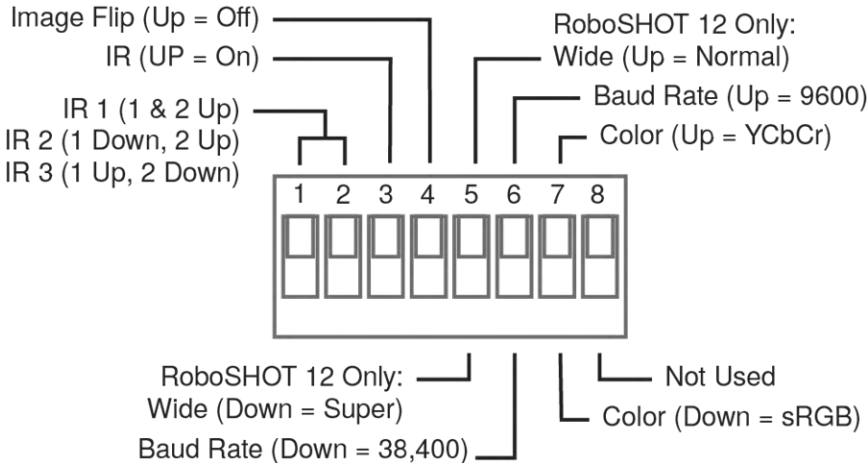 Image Flip (Up = Off)
IR (UP = On)
IR 1 (1 & 2 Up)
IR 2 (1 Down, 2 Up)
IR 3 (1 Up, 2 Down)
RoboSHOT 12 Only:
Wide (Up = Normal)
Baud Rate (Up = 9600)
Color (Up = YCbCr)
1 2 3 4 5 6 7 8
RoboSHOT 12 Only:
Wide (Down = Super)
Baud Rate (Down = 38,400)
Not Used
Color (Down = sRGB)